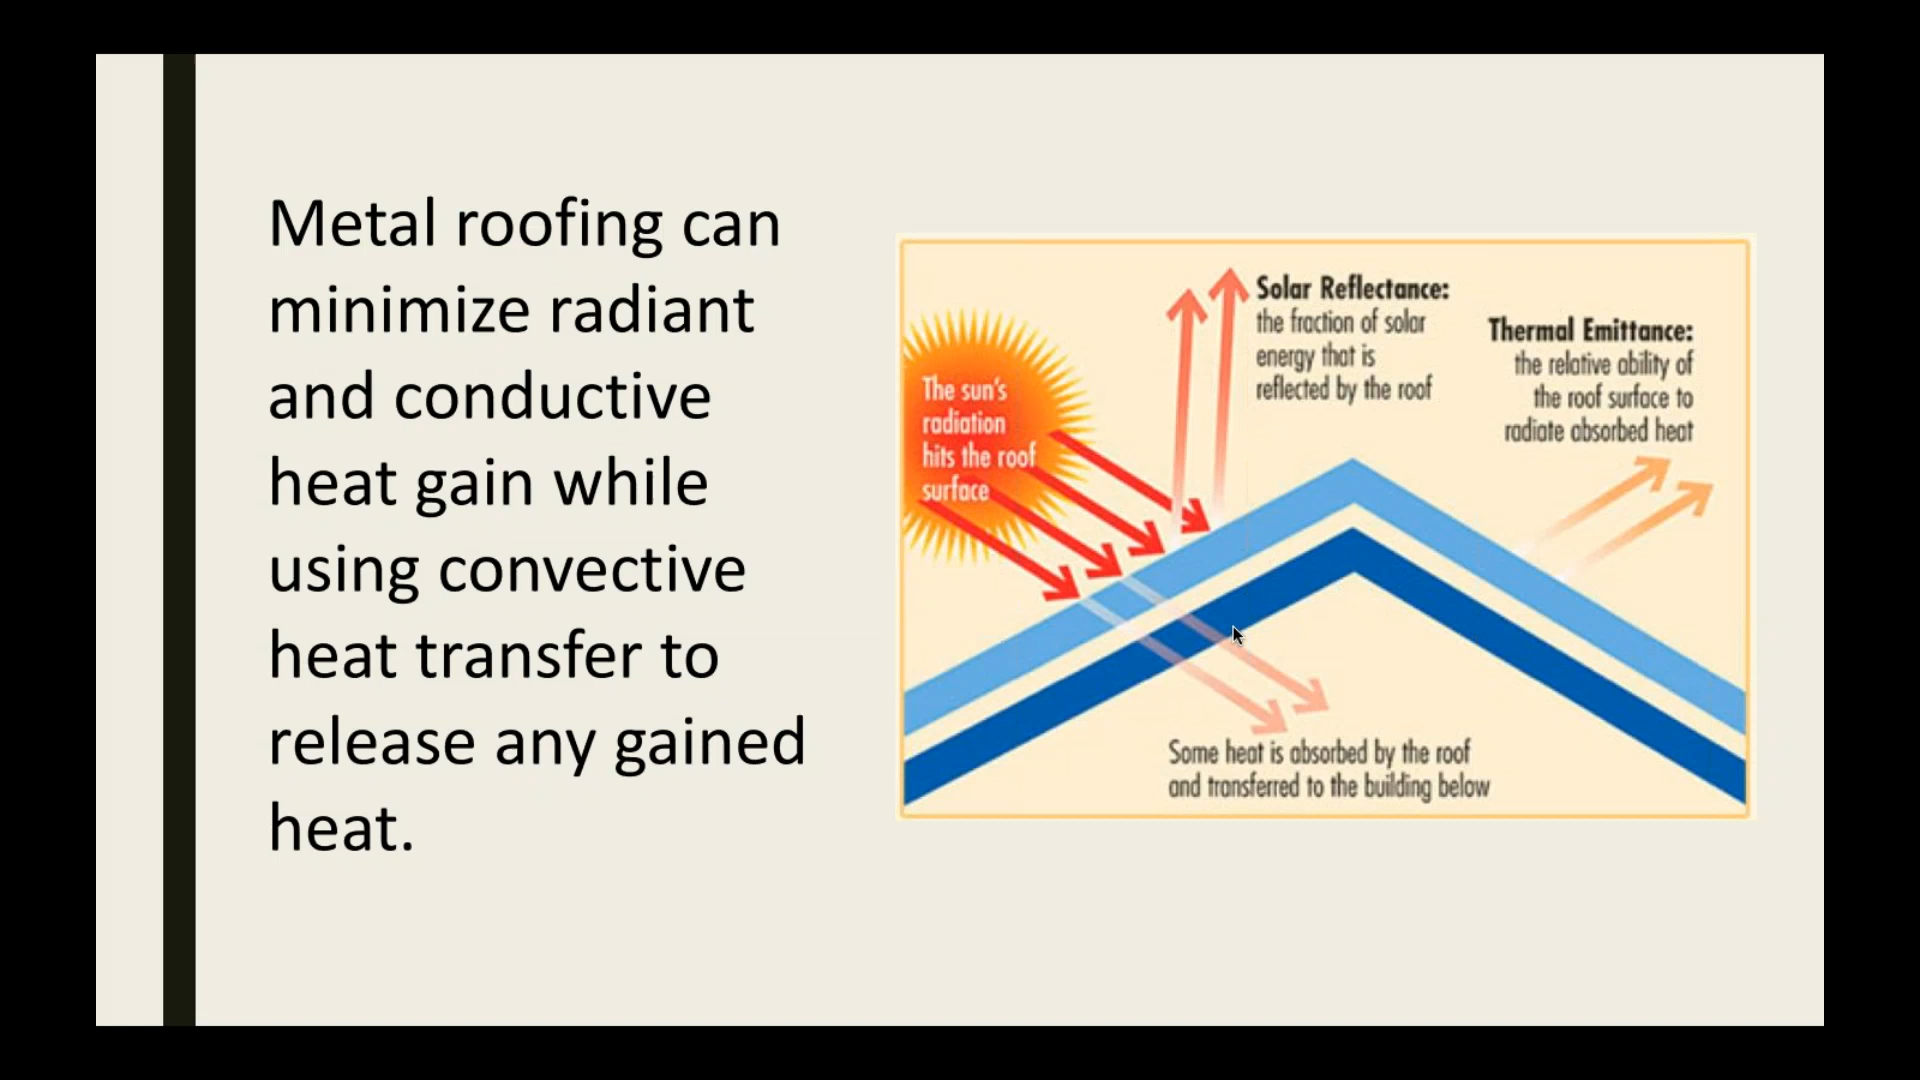 Metal roofing can
minimize radiant
and conductive
heat gain while
using convective
heat transfer to
release any gained
heat.
The sun's
radiation
hits the roof
surface
Solar Reflectance:
the fraction of solar
energy that is
reflected by the roof
Thermal Emittance:
the relative ability of
the roof surface to
radiate absorbed heat
Some heat is absorbed by the roof
and transferred to the building below